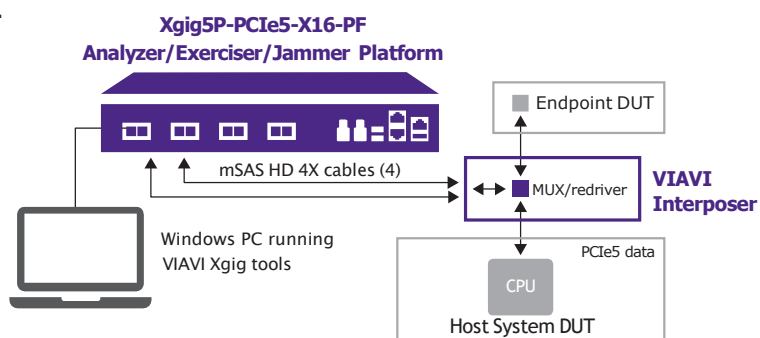 Xgig5P-PCIe5-X16-PF
Analyzer/Exerciser/Jammer Platform
Endpoint DUT
mSAS HD 4X cables (4)
MUX/redriver
VIAVI
Interposer
Windows PC running
VIAVI Xgig tools
PCIe5 data
CPU
Host System DUT